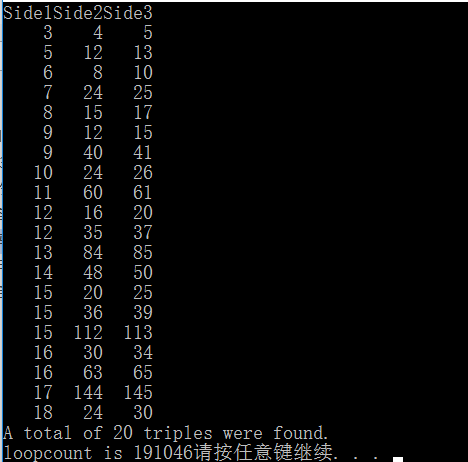 Side1Side2Side3
3 4 5
5 12 13
6 8 10
7 24 25
8 15 17
9 12 15
9 40 41
10 24 26
11 60 61
12 16 20
12 35 37
13 84 85
14 48 50
15 20 25
15 36 39
15 112 113
16 30 34
16 63 65
17 144 145
18 24 30
A total of 20 triples were found.
loopcount is 191046请按任意键继续. . .